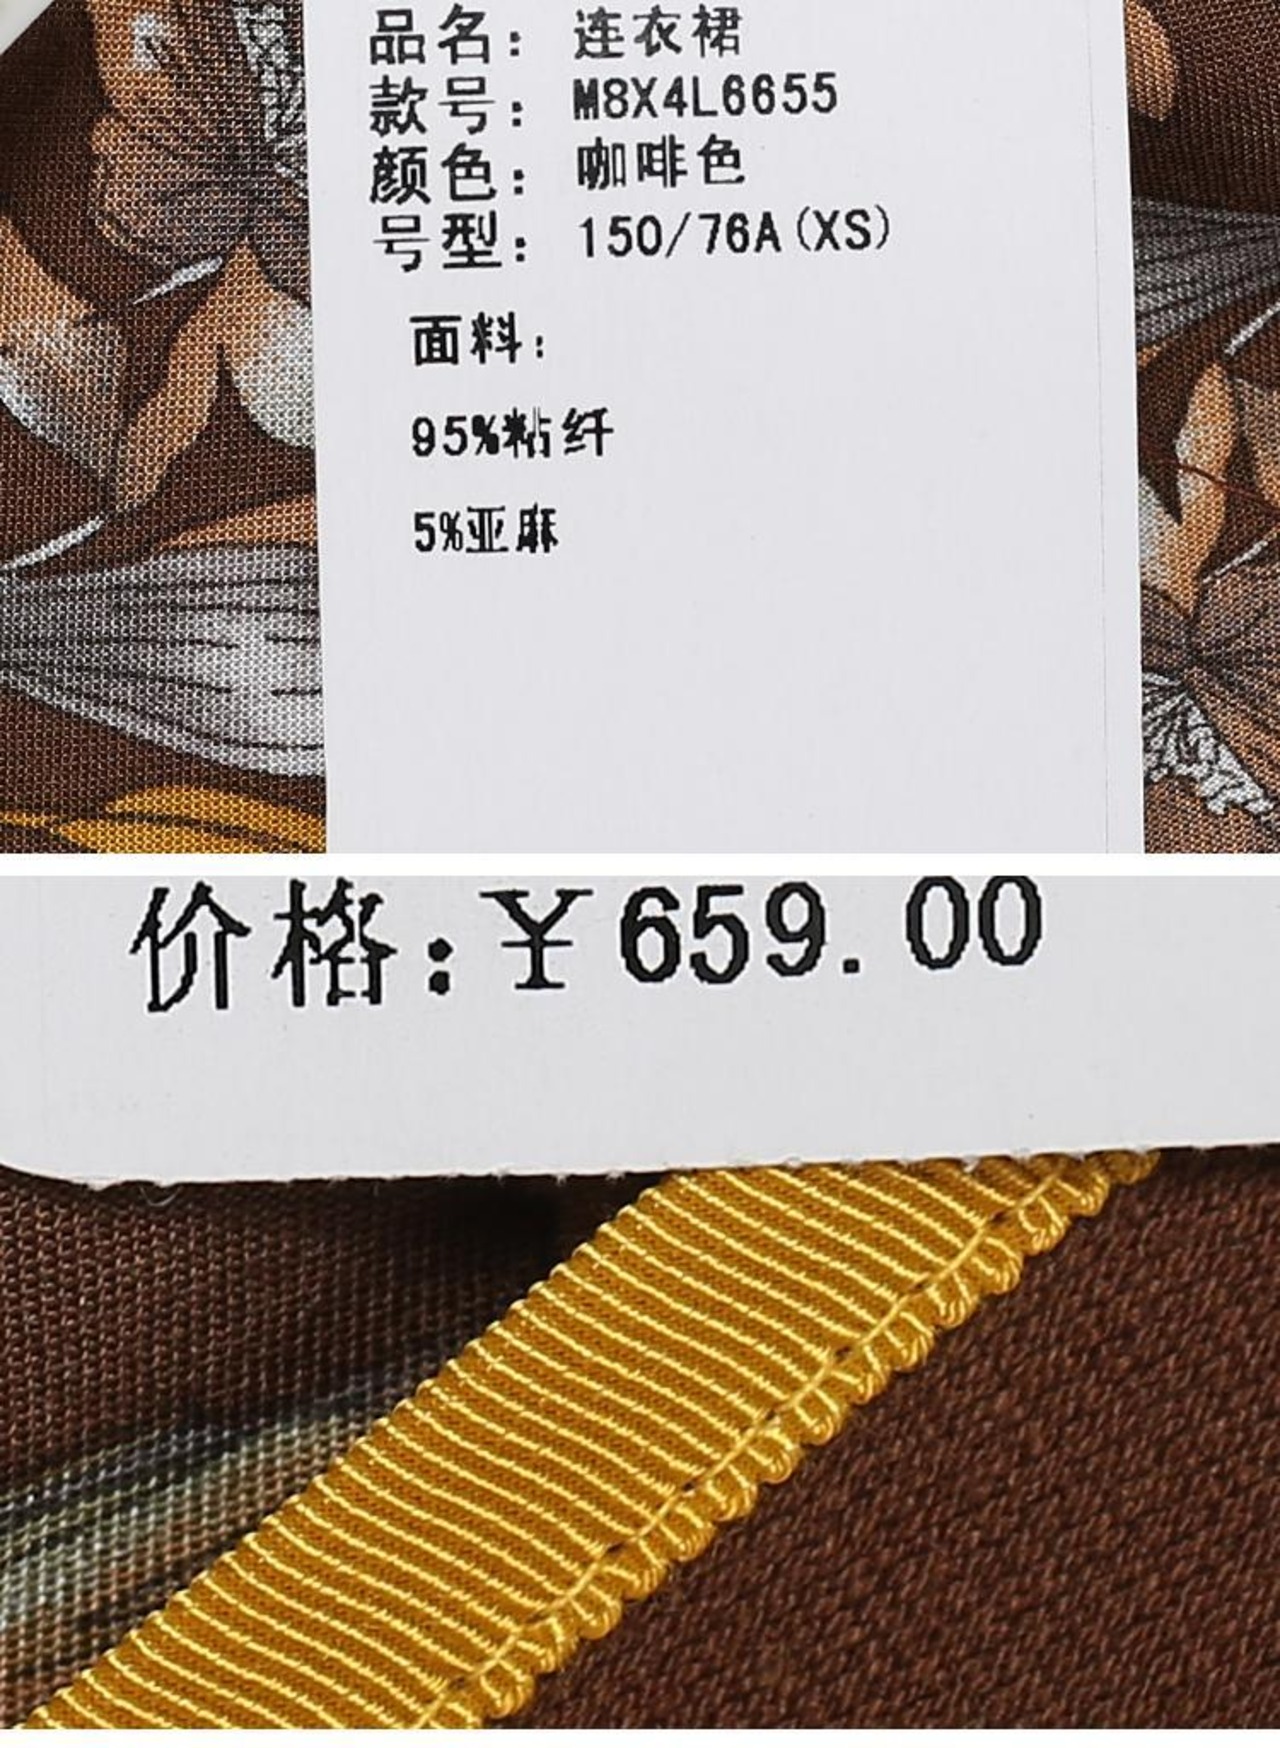 品名：连衣裙
款号：M8X4L6655
颜色：咖啡色
号型：150/76A(XS)
面料：
95%粘纤
5%亚麻
价格:￥659.00